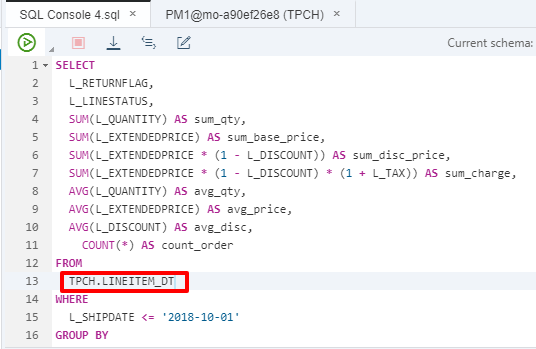 SQL Console 4.sql × PM1@mo-a90ef26e8 (TPCH) ×
Current schema:
1 SELECT
2 L_RETURNFLAG,
3 L_LINESTATUS,
4 SUM(L_QUANTITY) AS sum_qty,
5 SUM(L_EXTENDEDPRICE) AS sum_base_price,
6 SUM(L_EXTENDEDPRICE * (1 - L_DISCOUNT)) AS sum_disc_price,
7 SUM(L_EXTENDEDPRICE * (1 - L_DISCOUNT) * (1 + L_TAX)) AS sum_charge,
8 AVG(L_QUANTITY) AS avg_qty,
9 AVG(L_EXTENDEDPRICE) AS avg_price,
10 AVG(L_DISCOUNT) AS avg_disc,
11 COUNT(*) AS count_order
12 FROM
13 TPCH.LINEITEM_DT
14 WHERE
15 L_SHIPDATE <= '2018-10-01'
16 GROUP BY